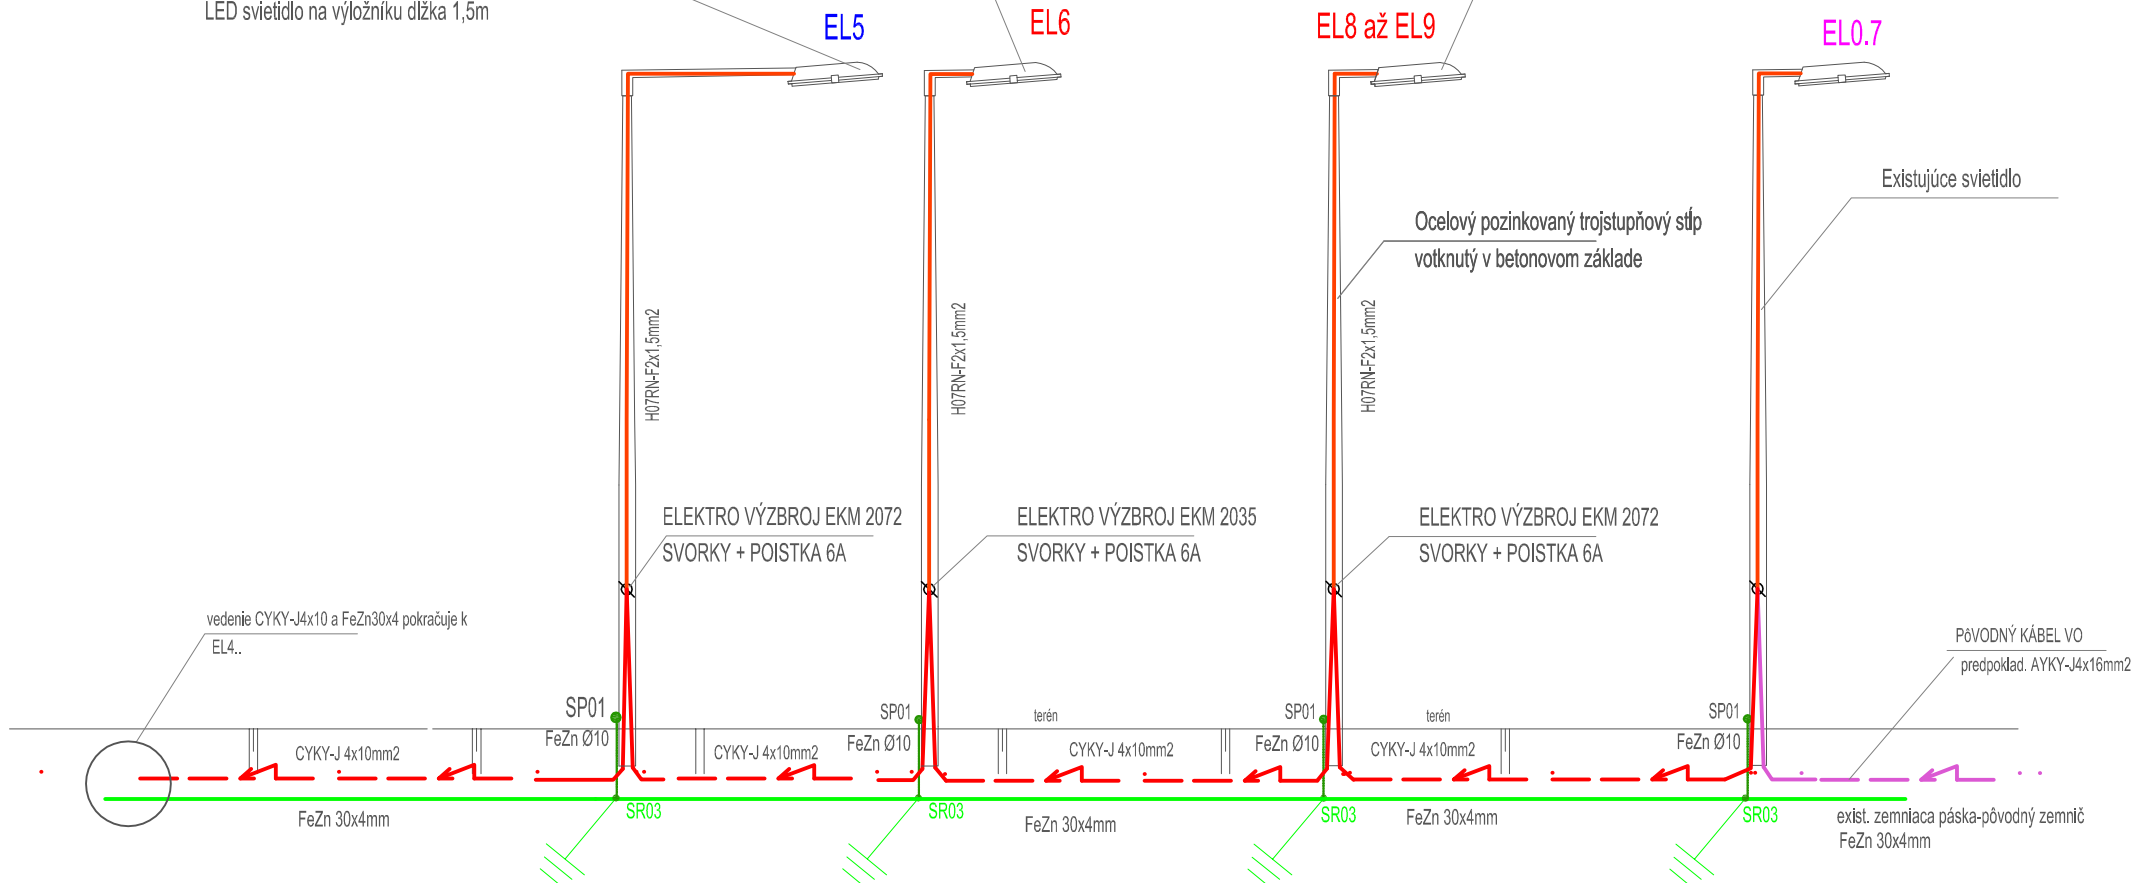 LED svietidlo na výložníku dĺžka 1,5m
EL5
EL6
EL8 až EL9
EL0.7
Existujúce svietidlo
Ocelový pozinkovaný trojstupňový stĺp
votknutý v betonovom základe
H07RN-F2x1,5mm2
H07RN-F2x1,5mm2
H07RN-F2x1,5mm2
ELEKTRO VÝZBROJ EKM 2072
SVORKY + POISTKA 6A
ELEKTRO VÝZBROJ EKM 2035
SVORKY + POISTKA 6A
ELEKTRO VÝZBROJ EKM 2072
SVORKY + POISTKA 6A
vedenie CYKY-J4x10 a FeZn30x4 pokračuje k
EL4..
PôVODNÝ KÁBEL VO
predpoklad. AYKY-J4x16mm2
SP01
SP01
terén
SP01
terén
SP01
FeZn Ø10
FeZn Ø10
FeZn Ø10
FeZn Ø10
CYKY-J 4x10mm2
CYKY-J 4x10mm2
CYKY-J 4x10mm2
CYKY-J 4x10mm2
SR03
SR03
SR03
SR03
FeZn 30x4mm
FeZn 30x4mm
FeZn 30x4mm
exist. zemniaca páska-pôvodný zemnič
FeZn 30x4mm